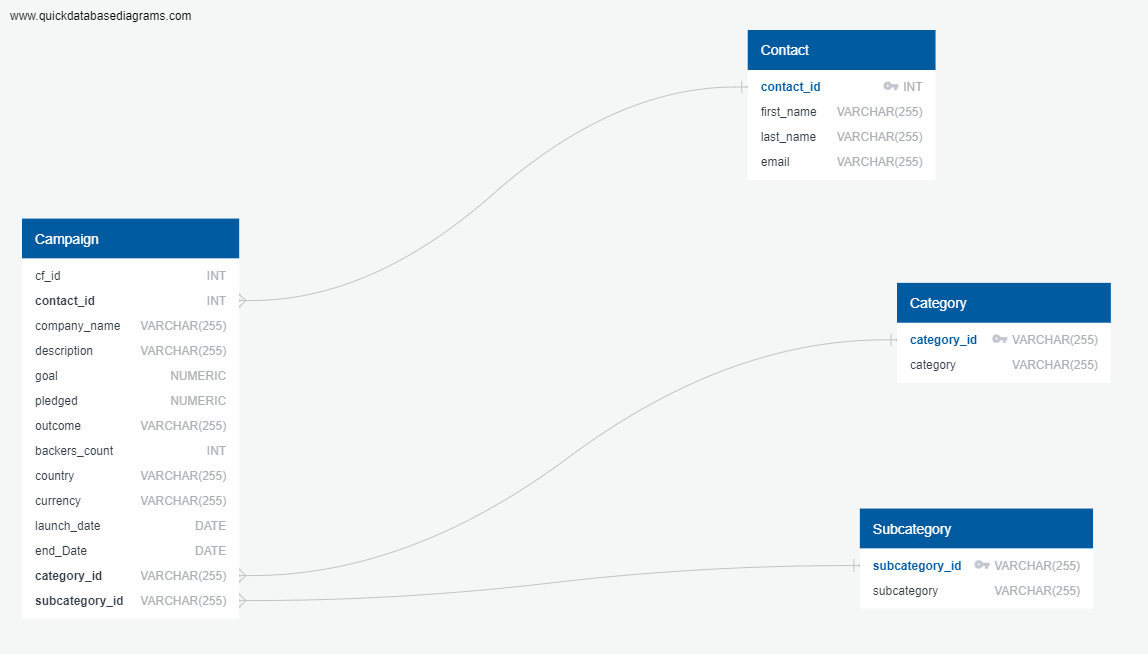 www.quickdatabasediagrams.com
Contact
contact_id INT
first_name VARCHAR(255)
last_name VARCHAR(255)
email VARCHAR(255)
Campaign
cf_id INT
contact_id INT
company_name VARCHAR(255)
description VARCHAR(255)
goal NUMERIC
pledged NUMERIC
outcome VARCHAR(255)
backers_count INT
country VARCHAR(255)
currency VARCHAR(255)
launch_date DATE
end_Date DATE
category_id VARCHAR(255)
subcategory_id VARCHAR(255)
Category
category_id VARCHAR(255)
category VARCHAR(255)
Subcategory
subcategory_id VARCHAR(255)
subcategory VARCHAR(255)